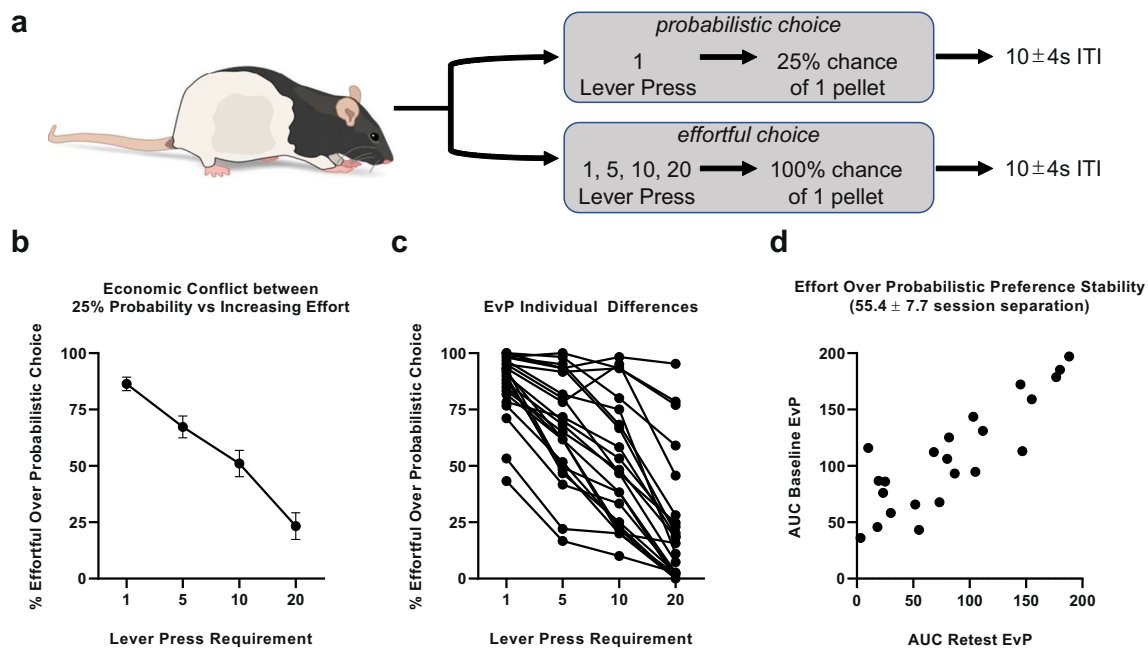 a
probabilistic choice
1
Lever Press
25% chance
of 1 pellet
10±4s ITI
effortful choice
1, 5, 10, 20
Lever Press
100% chance
of 1 pellet
10±4s ITI
b
Economic Conflict between
25% Probability vs Increasing Effort
% Effortful Over Probabilistic Choice
100
75
50
25
0
1 5 10 20
Lever Press Requirement
c
EvP Individual Differences
% Effortful Over Probabilistic Choice
100
75
50
25
0
1 5 10 20
Lever Press Requirement
d
Effort Over Probabilistic Preference Stability
(55.4 ± 7.7 session separation)
AUC Baseline EvP
200
150
100
50
0
0 50 100 150 200
AUC Retest EvP